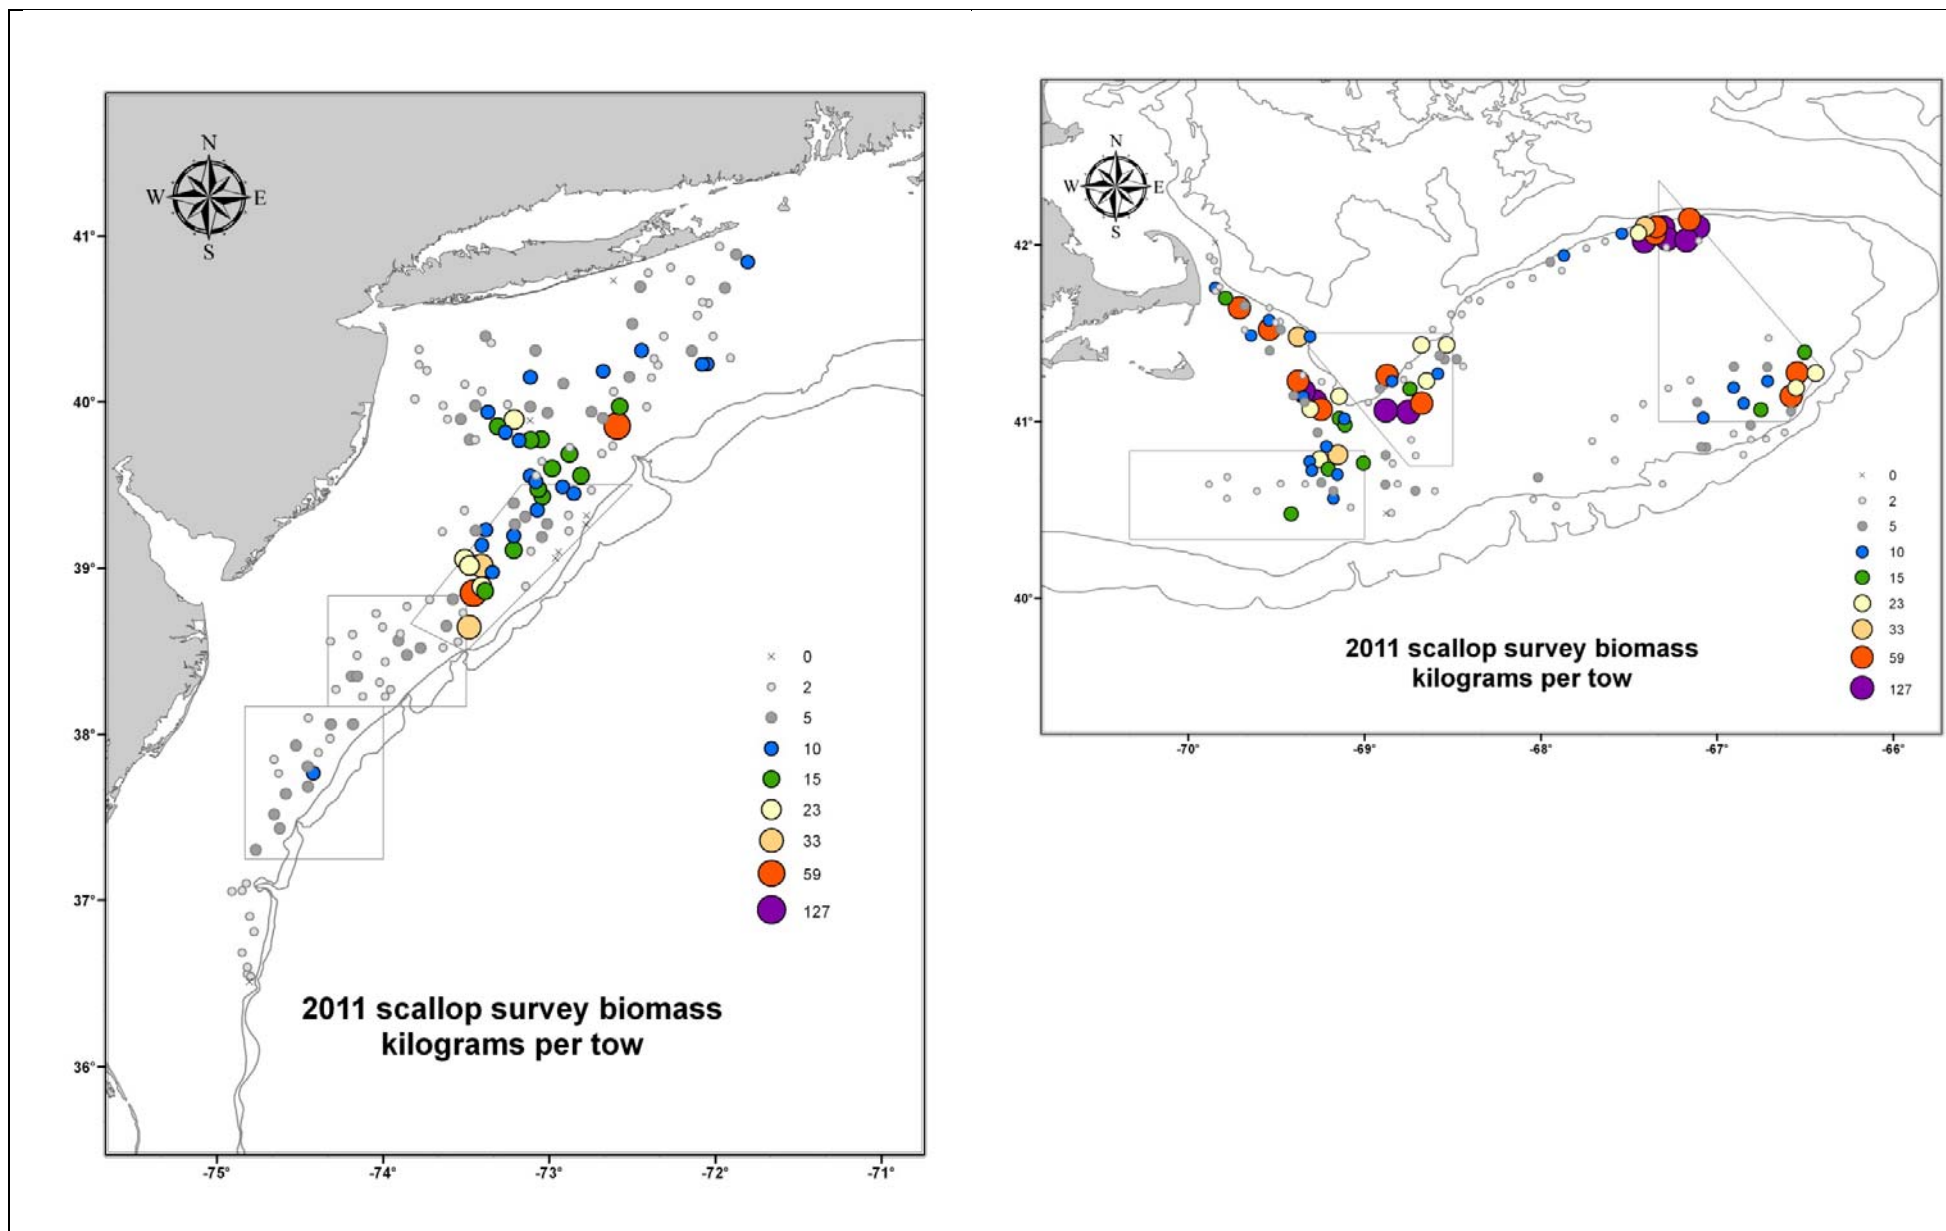 N
W E
S
41°
40°
39°
38°
37°
36°
-75° -74° -73° -72° -71°
0
2
5
10
15
23
33
59
127
2011 scallop survey biomass
kilograms per tow
N
W E
S
42°
41°
40°
-70° -69° -68° -67° -66°
0
2
5
10
15
23
33
59
127
2011 scallop survey biomass
kilograms per tow